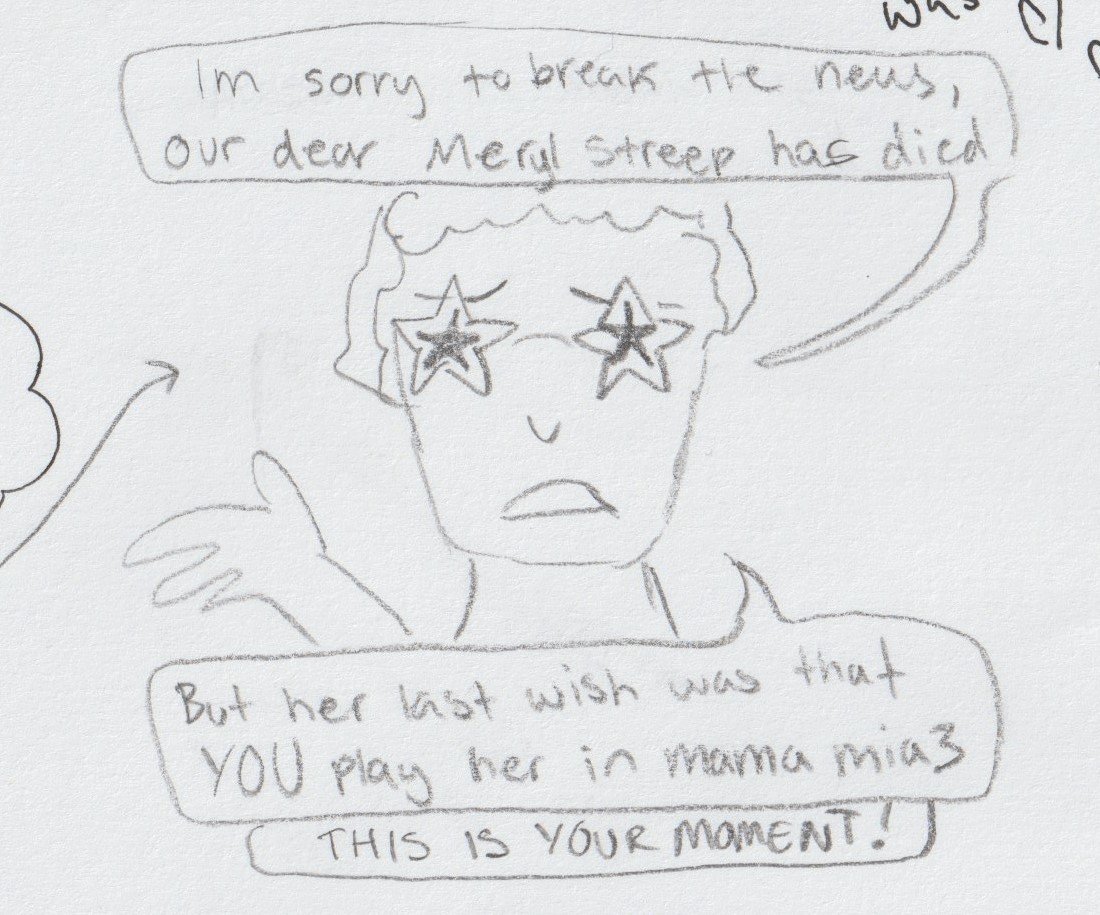 was
Im sorry to break the news,
our dear Meryl Streep has died
But her last wish was that
YOU play her in mama mia3
THIS IS YOUR MOMENT!